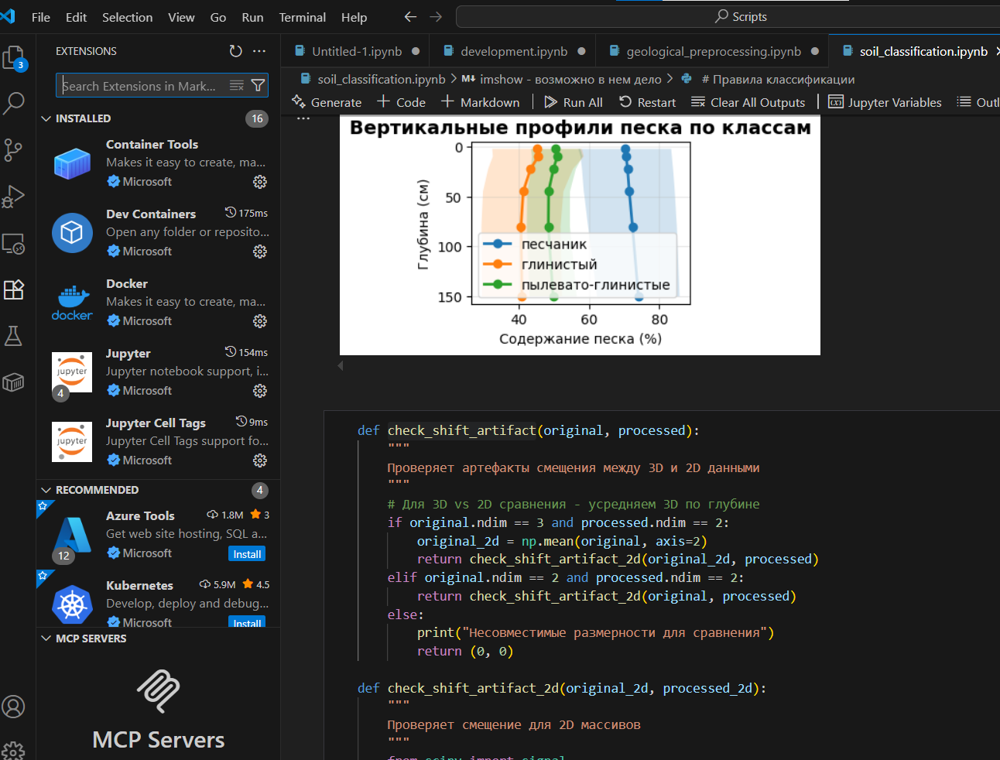 File Edit Selection View Go Run Terminal Help
Scripts
EXTENSIONS
3
Search Extensions in Mark...
INSTALLED 16
Container Tools
Makes it easy to create, ma...
Microsoft
Dev Containers 175ms
Open any folder or reposito...
Microsoft
Docker
Makes it easy to create, ma...
docker
Microsoft
Jupyter 154ms
Jupyter notebook support, i...
jupyter
4
Microsoft
Jupyter Cell Tags 9ms
Jupyter Cell Tags support fo...
jupyter
Microsoft
RECOMMENDED 4
Azure Tools 1.8M 3
Get web site hosting, SQL a...
12
Microsoft Install
Kubernetes 5.9M 4.5
Develop, deploy and debug...
Microsoft Install
MCP SERVERS
MCP Servers
Untitled-1.ipynb development.ipynb geological_preprocessing.ipynb soil_classification.ipynb
soil_classification.ipynb > M↓ imshow - возможно в нем дело > # Правила классификации
Generate + Code + Markdown | Run All Restart Clear All Outputs | Jupyter Variables Outl
...
Вертикальные профили песка по классам
0
50
100
150
Глубина (см)
песчаник
глинистый
пылевато-глинистые
40 60 80
Содержание песка (%)
def check_shift_artifact(original, processed):
"""
Проверяет артефакты смещения между 3D и 2D данными
"""
# Для 3D vs 2D сравнения - усредняем 3D по глубине
if original.ndim == 3 and processed.ndim == 2:
original_2d = np.mean(original, axis=2)
return check_shift_artifact_2d(original_2d, processed)
elif original.ndim == 2 and processed.ndim == 2:
return check_shift_artifact_2d(original, processed)
else:
print("Несовместимые размерности для сравнения")
return (0, 0)
def check_shift_artifact_2d(original_2d, processed_2d):
"""
Проверяет смещение для 2D массивов
"""
from scipy import signal